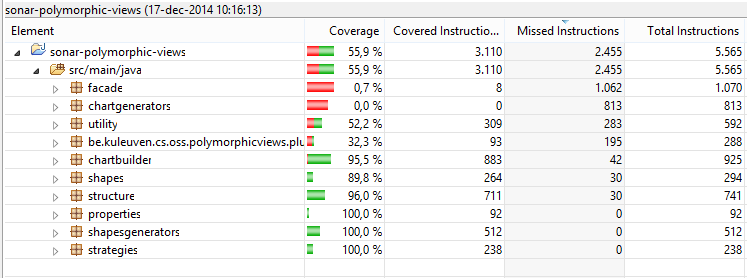 sonar-polymorphic-views (17-dec-2014 10:16:13)
Element Coverage Covered Instructio... Missed Instructions Total Instructions
sonar-polymorphic-views 55,9 % 3.110 2.455 5.565
src/main/java 55,9 % 3.110 2.455 5.565
facade 0,7 % 8 1.062 1.070
chartgenerators 0,0 % 0 813 813
utility 52,2 % 309 283 592
be.kuleuven.cs.oss.polymorphicviews.plu 32,3 % 93 195 288
chartbuilder 95,5 % 883 42 925
shapes 89,8 % 264 30 294
structure 96,0 % 711 30 741
properties 100,0 % 92 0 92
shapesgenerators 100,0 % 512 0 512
strategies 100,0 % 238 0 238